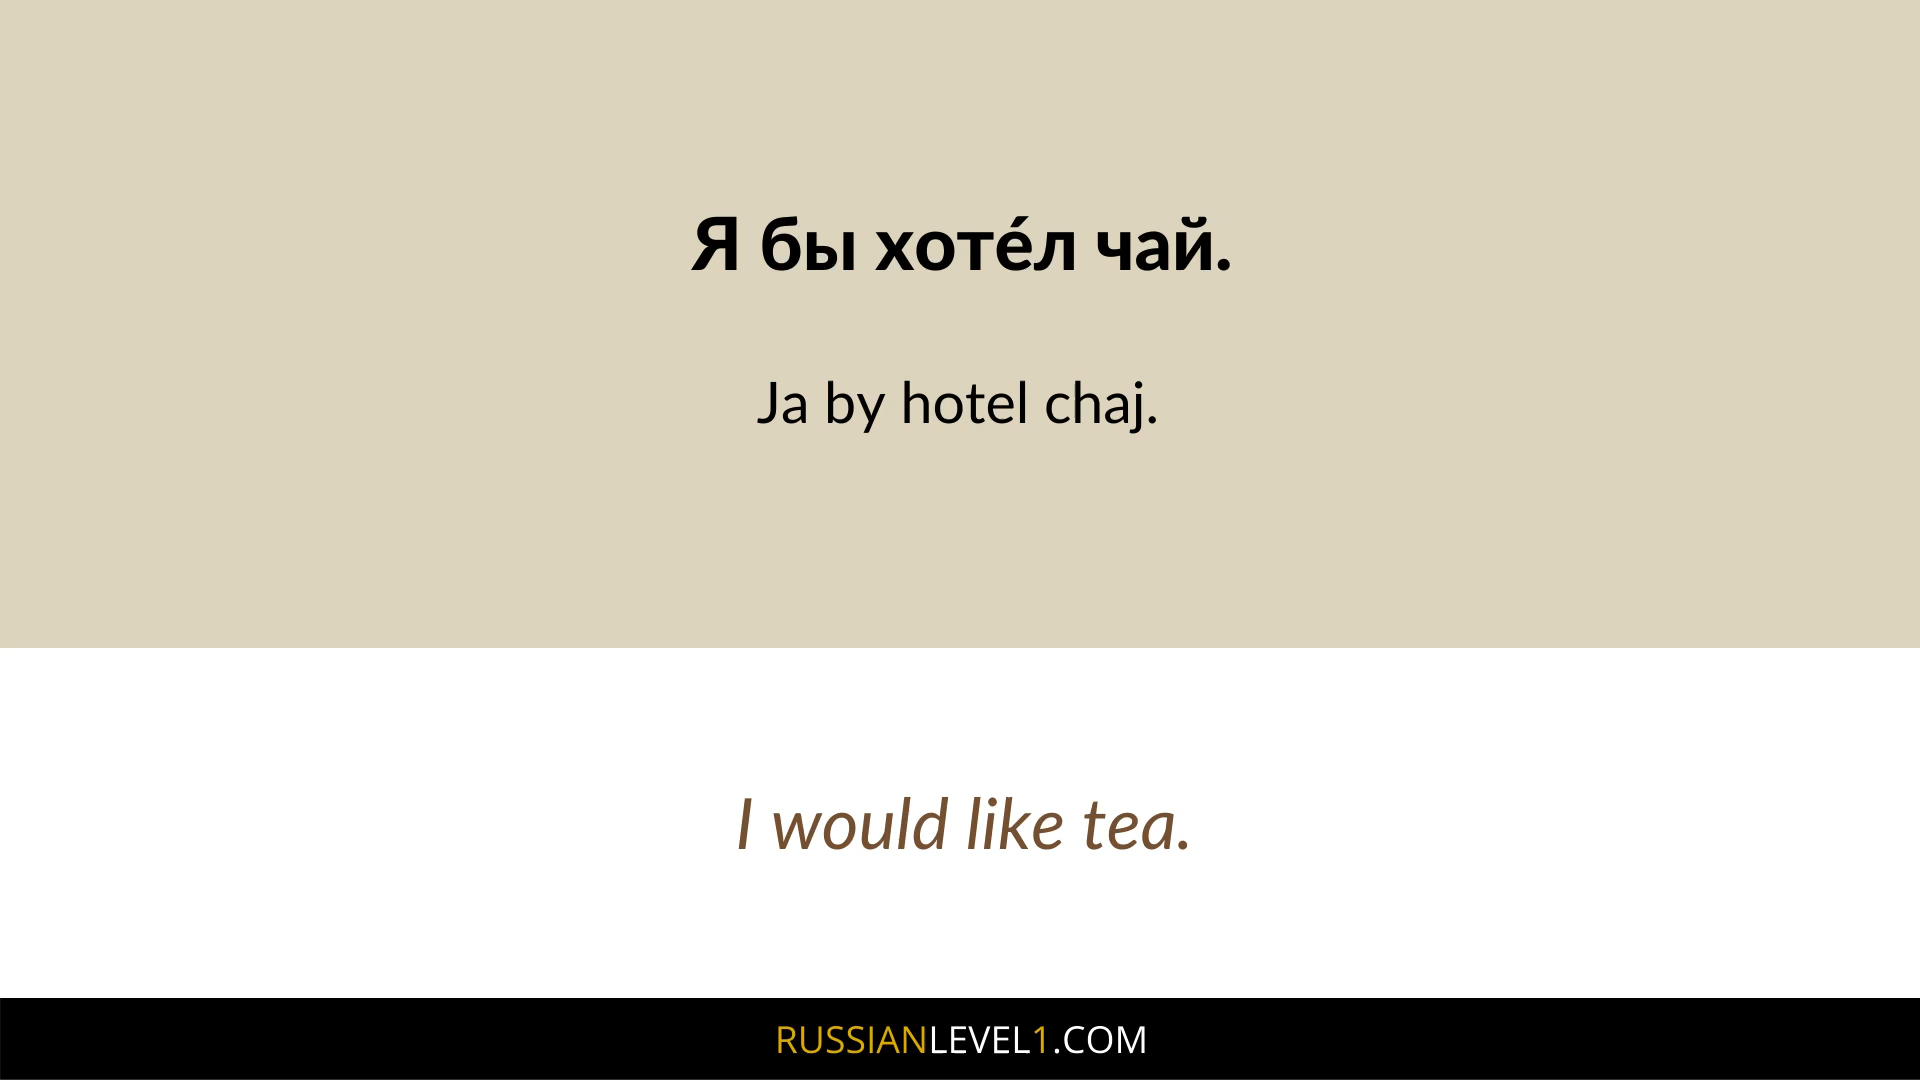 Я бы хоте́л чай.
Ja by hotel chaj.
I would like tea.
RUSSIANLEVEL1.COM